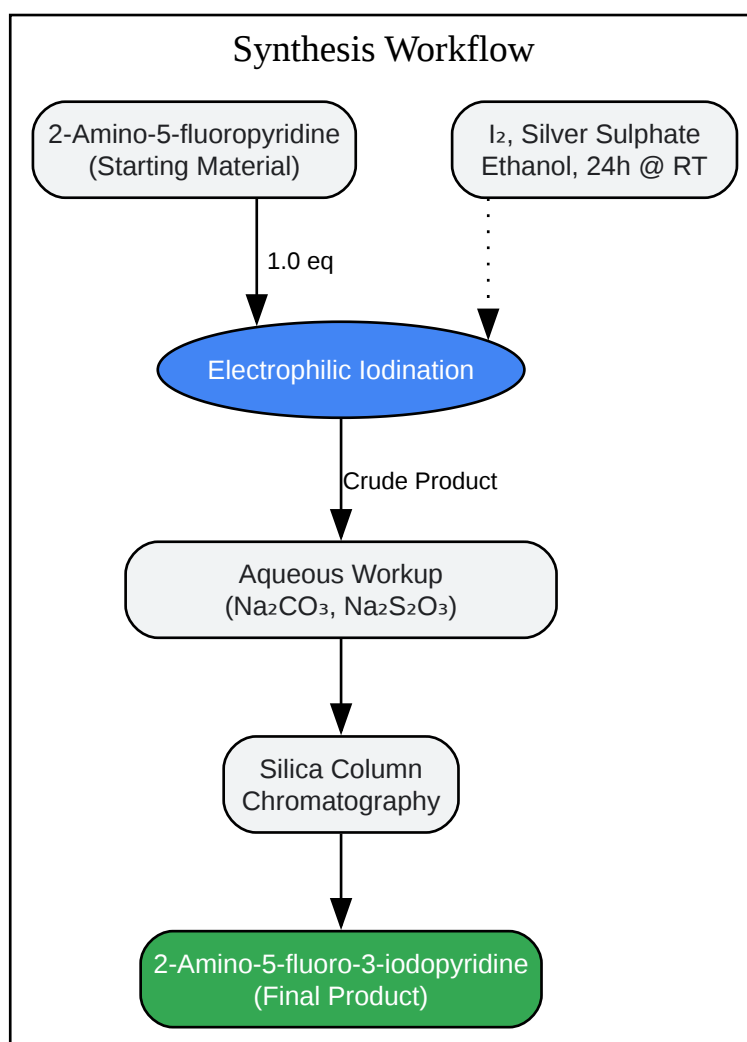 Synthesis Workflow
2-Amino-5-fluoropyridine
(Starting Material)
I₂, Silver Sulphate
Ethanol, 24h @ RT
1.0 eq
Electrophilic Iodination
Crude Product
Aqueous Workup
(Na₂CO₃, Na₂S₂O₃)
Silica Column
Chromatography
2-Amino-5-fluoro-3-iodopyridine
(Final Product)